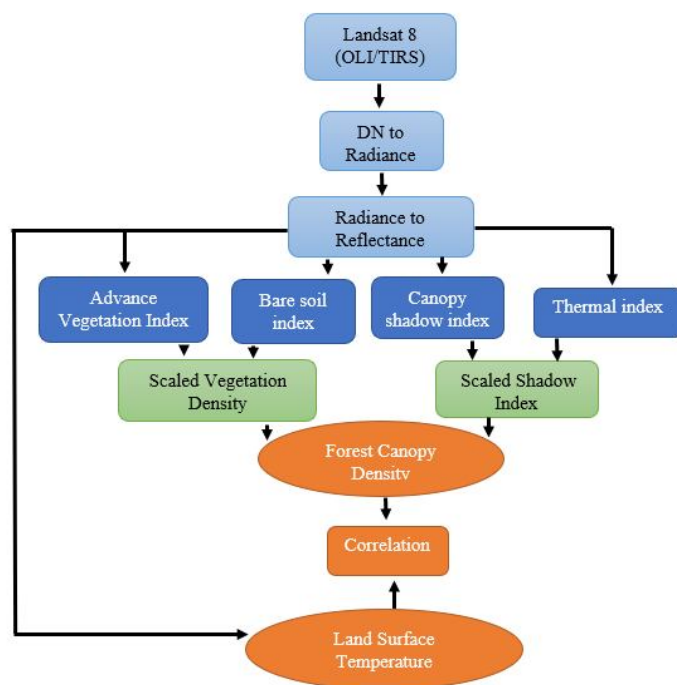 Landsat 8
(OLI/TIRS)
DN to
Radiance
Radiance to
Reflectance
Advance
Vegetation Index
Bare soil
index
Canopy
shadow index
Thermal index
Scaled Vegetation
Density
Scaled Shadow
Index
Forest Canopy
Density
Correlation
Land Surface
Temperature